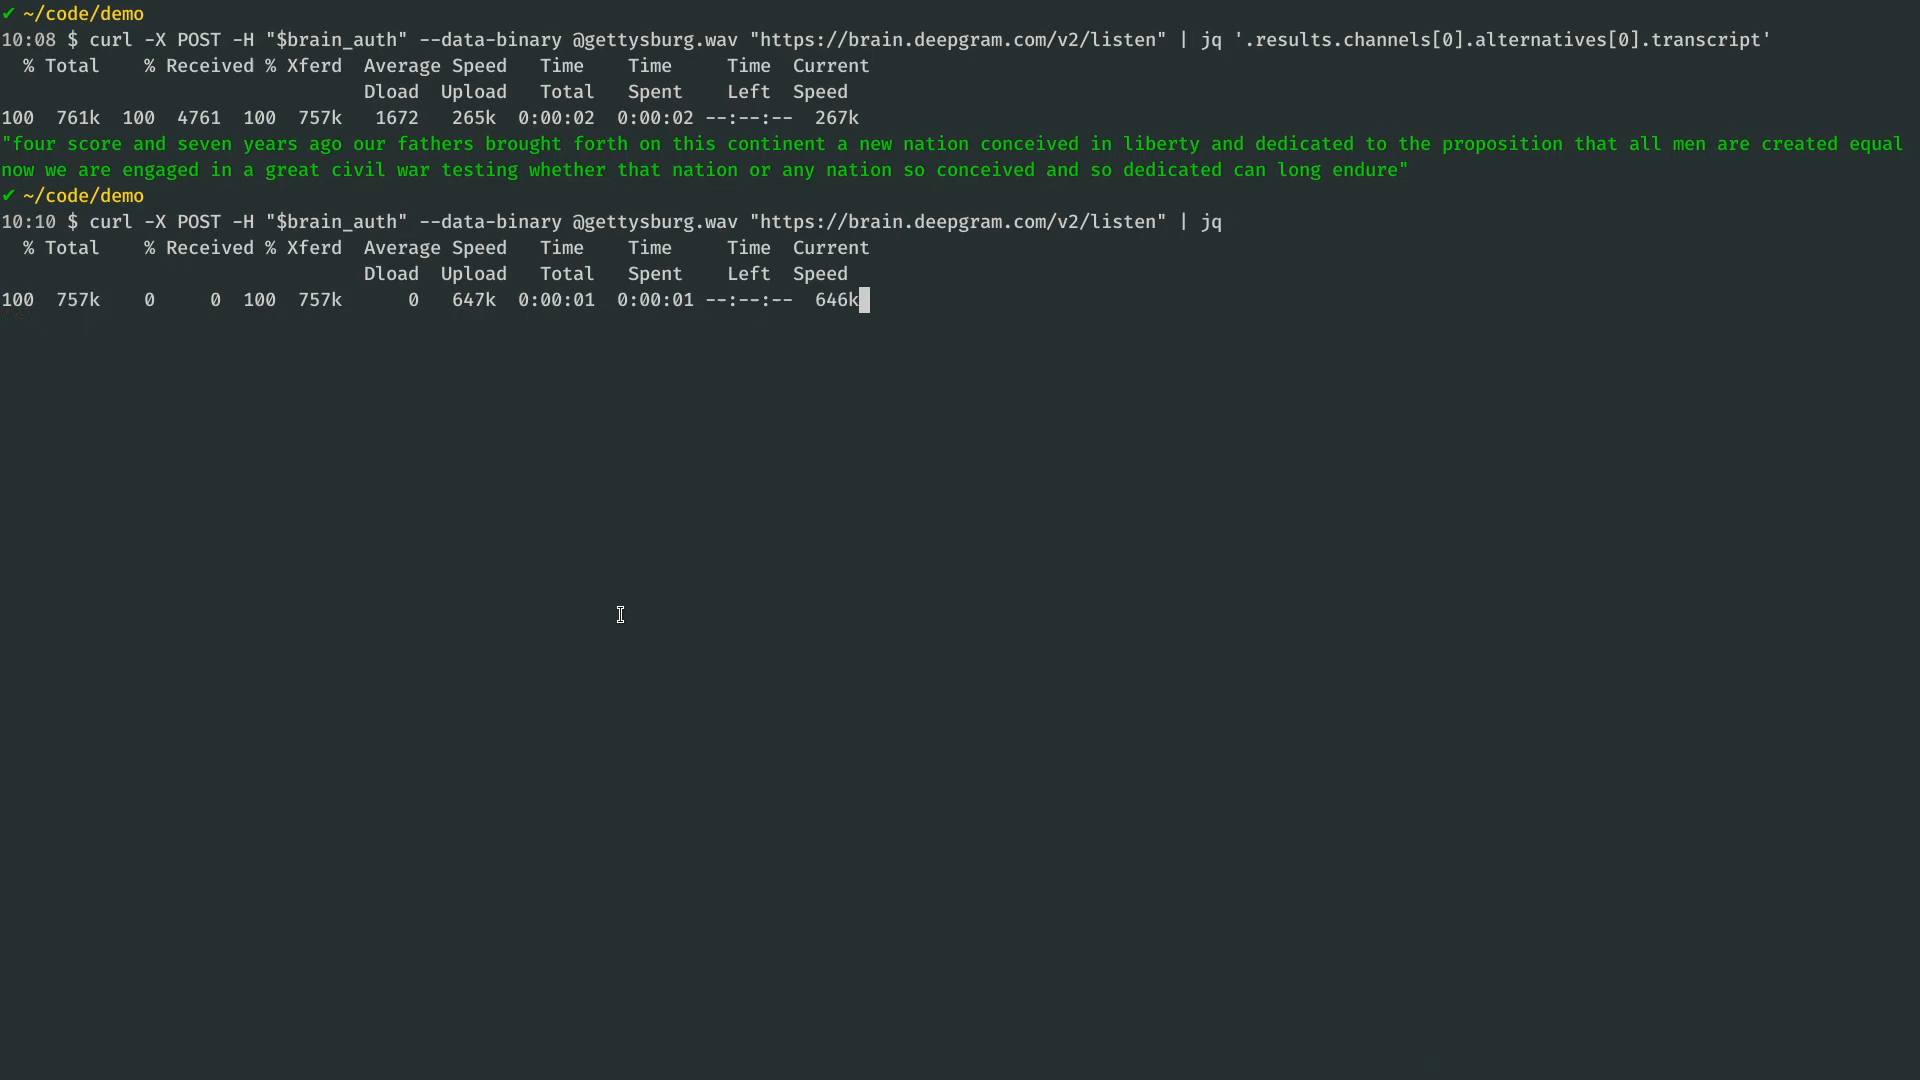 ✔ ~/code/demo
10:08 $ curl -X POST -H "$brain_auth" --data-binary @gettysburg.wav "https://brain.deepgram.com/v2/listen" | jq '.results.channels[0].alternatives[0].transcript'
  % Total    % Received % Xferd  Average Speed   Time    Time     Time  Current
                                 Dload  Upload   Total   Spent    Left  Speed
100  761k  100  4761  100  757k   1672   265k  0:00:02  0:00:02 --:--:--  267k
"four score and seven years ago our fathers brought forth on this continent a new nation conceived in liberty and dedicated to the proposition that all men are created equal
now we are engaged in a great civil war testing whether that nation or any nation so conceived and so dedicated can long endure"
✔ ~/code/demo
10:10 $ curl -X POST -H "$brain_auth" --data-binary @gettysburg.wav "https://brain.deepgram.com/v2/listen" | jq
  % Total    % Received % Xferd  Average Speed   Time    Time     Time  Current
                                 Dload  Upload   Total   Spent    Left  Speed
100  757k    0     0  100  757k      0   647k  0:00:01  0:00:01 --:--:--  646k